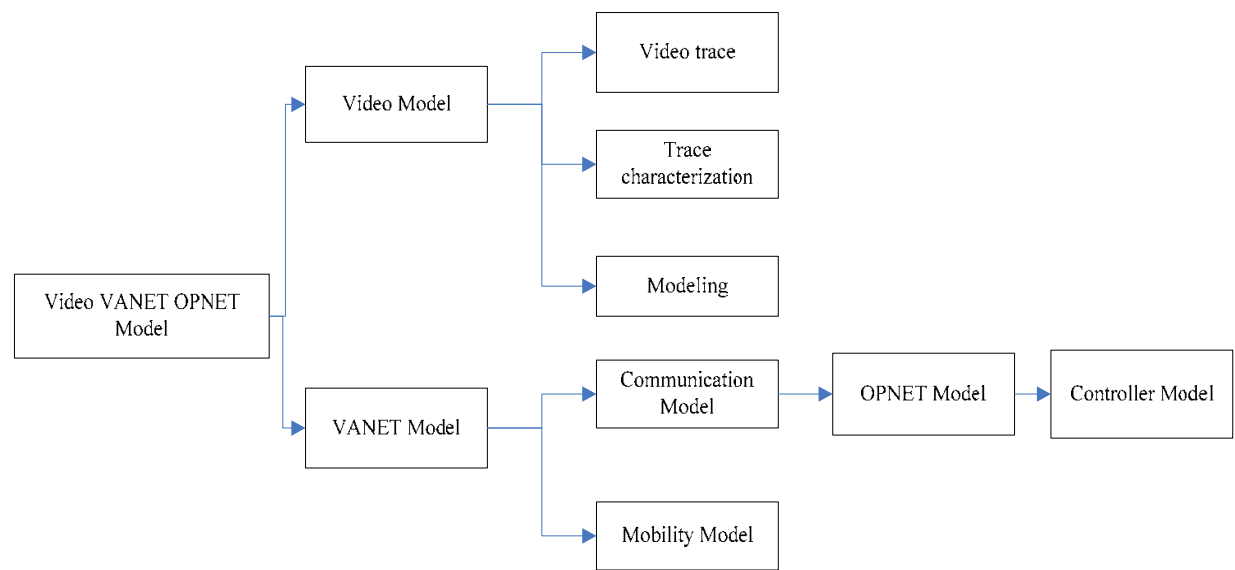 Video trace
Video Model
Trace
characterization
Modeling
Video VANET OPNET
Model
Communication
Model
OPNET Model
Controller Model
VANET Model
Mobility Model